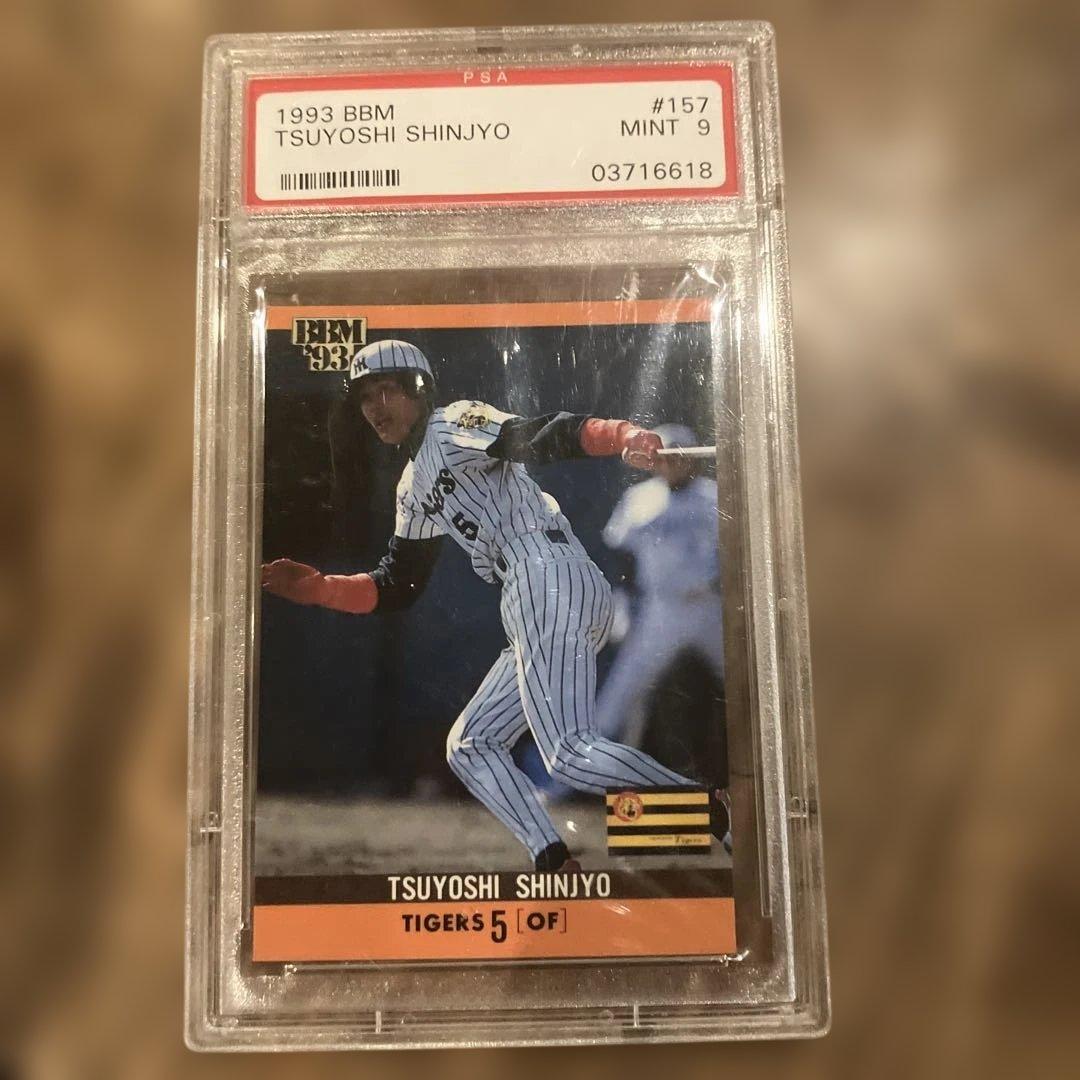 PSA
1993 BBM #157
TSUYOSHI SHINJYO MINT 9
03716618
BBM
'93
5
Tigers
TSUYOSHI SHINJYO
TIGERS 5 [OF]